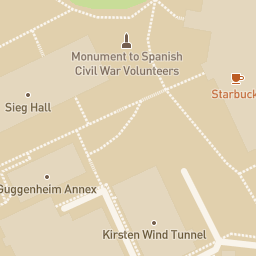 Monument to Spanish
Civil War Volunteers
Starbuck
Sieg Hall
Guggenheim Annex
Kirsten Wind Tunnel